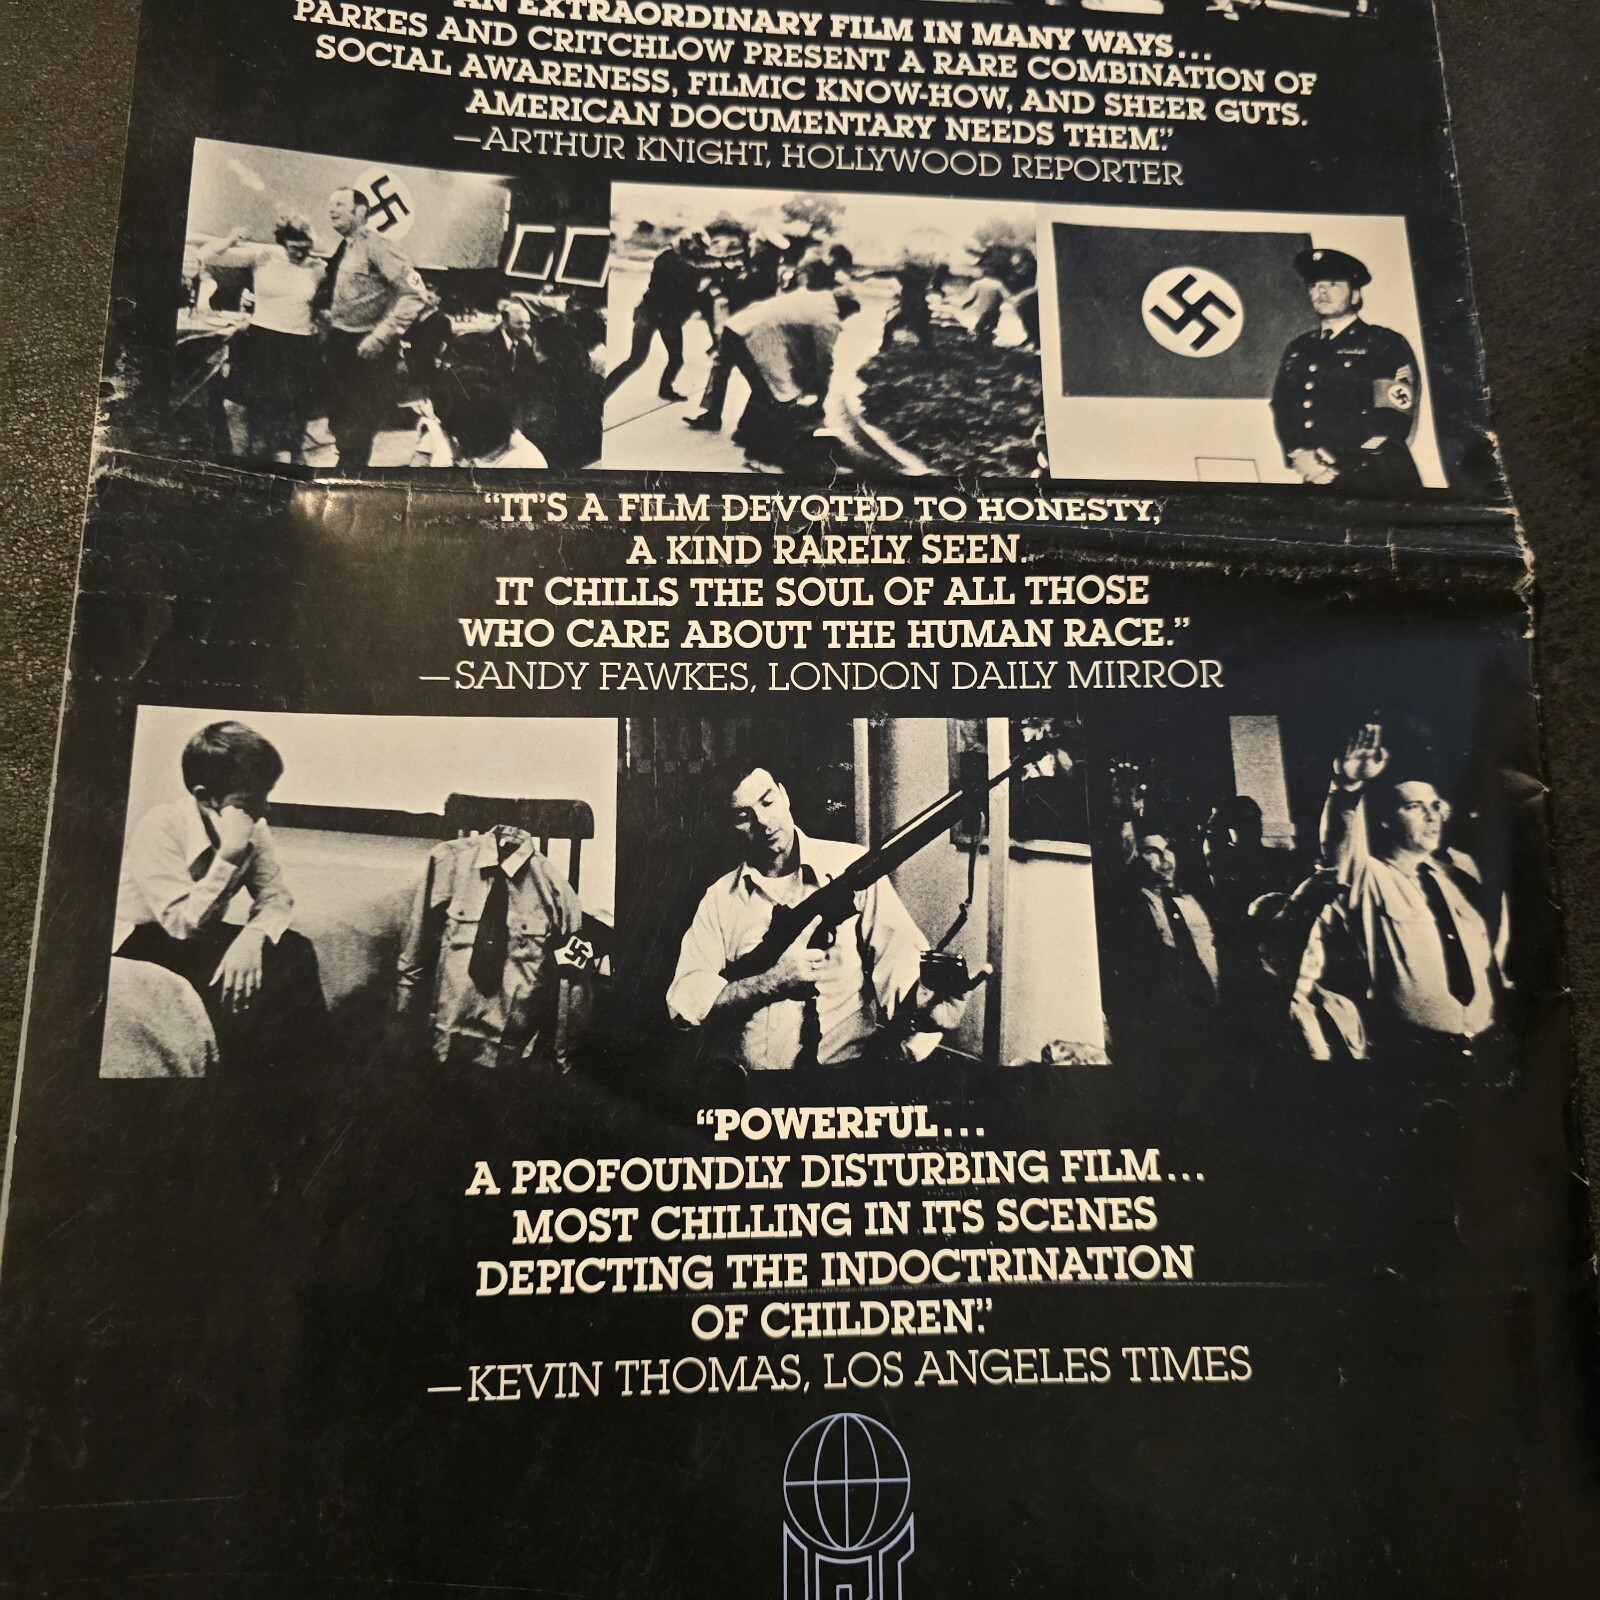 AN EXTRAORDINARY FILM IN MANY WAYS...
PARKES AND CRITCHLOW PRESENT A RARE COMBINATION OF
SOCIAL AWARENESS, FILMIC KNOW-HOW, AND SHEER GUTS.
AMERICAN DOCUMENTARY NEEDS THEM."
—ARTHUR KNIGHT, HOLLYWOOD REPORTER
"IT'S A FILM DEVOTED TO HONESTY,
A KIND RARELY SEEN.
IT CHILLS THE SOUL OF ALL THOSE
WHO CARE ABOUT THE HUMAN RACE."
—SANDY FAWKES, LONDON DAILY MIRROR
"POWERFUL...
A PROFOUNDLY DISTURBING FILM...
MOST CHILLING IN ITS SCENES
DEPICTING THE INDOCTRINATION
OF CHILDREN."
—KEVIN THOMAS, LOS ANGELES TIMES